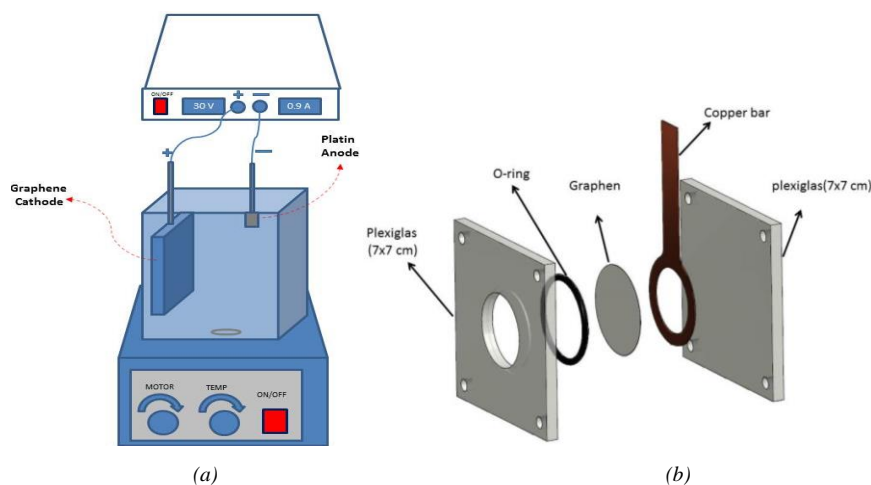 ON/OFF
30 V
+
—
0.9 A
+
—
Platin
Anode
Graphene
Cathode
MOTOR
TEMP
ON/OFF
(a)
Copper bar
O-ring
Graphen
plexiglas(7x7 cm)
Plexiglas
(7x7 cm)
(b)